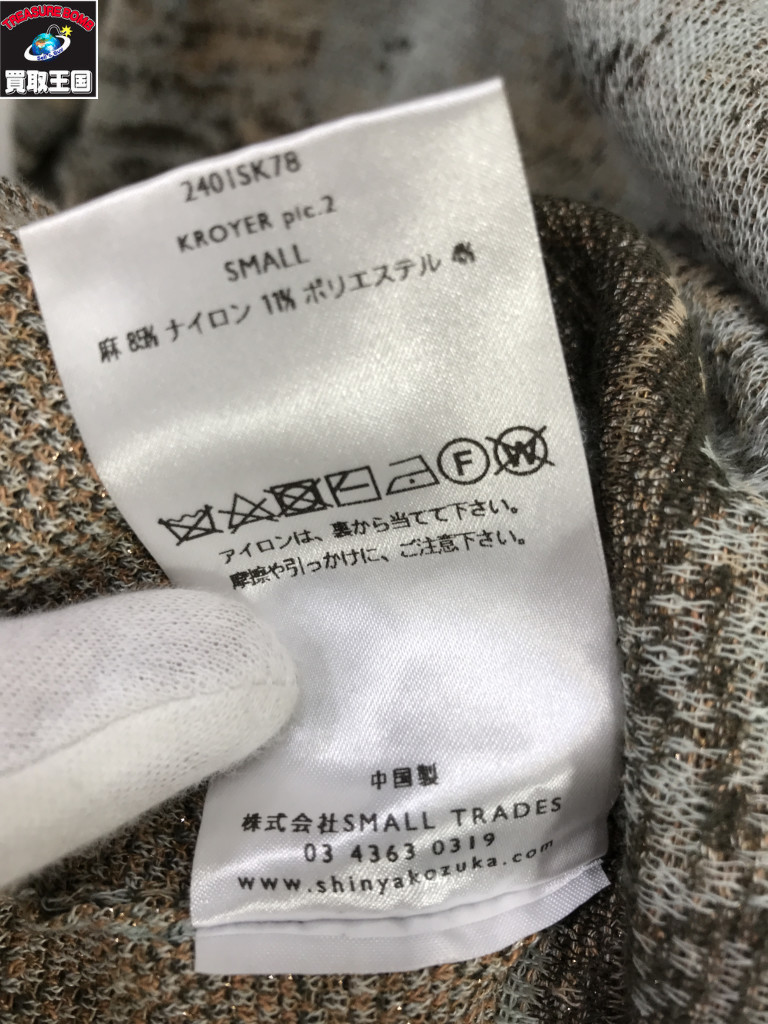 TREASURE BOMB
買取王国
2401SK78
KROYER pic.2
SMALL
麻 85% ナイロン 11% ポリエステル 4%
F
W
アイロンは、裏から当てて下さい。
摩擦や引っかけに、ご注意下さい。
中国製
株式会社SMALL TRADES
03 4363 0319
www.shinyakozuka.com